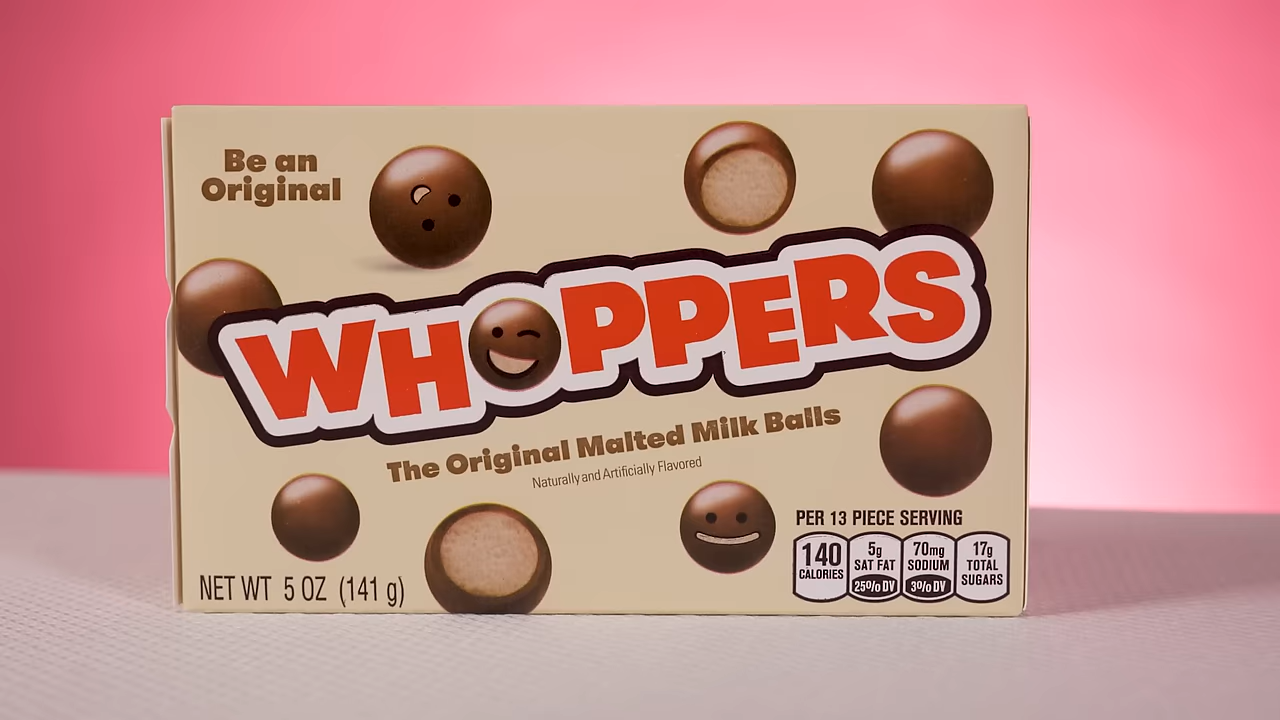 Be an
Original
WHOPPERS
The Original Malted Milk Balls
Naturally and Artificially Flavored
PER 13 PIECE SERVING
140
CALORIES
5g
SAT FAT
25% DV
70mg
SODIUM
3% DV
17g
TOTAL
SUGARS
NET WT 5 OZ (141 g)